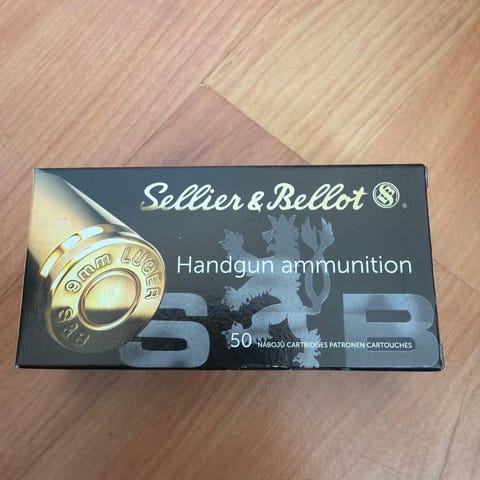 Sellier & Bellot S&B ®
Handgun ammunition
S B
50 NÁBOJŮ CARTRIDGES PATRONEN CARTOUCHES
9mm LUGER S&B